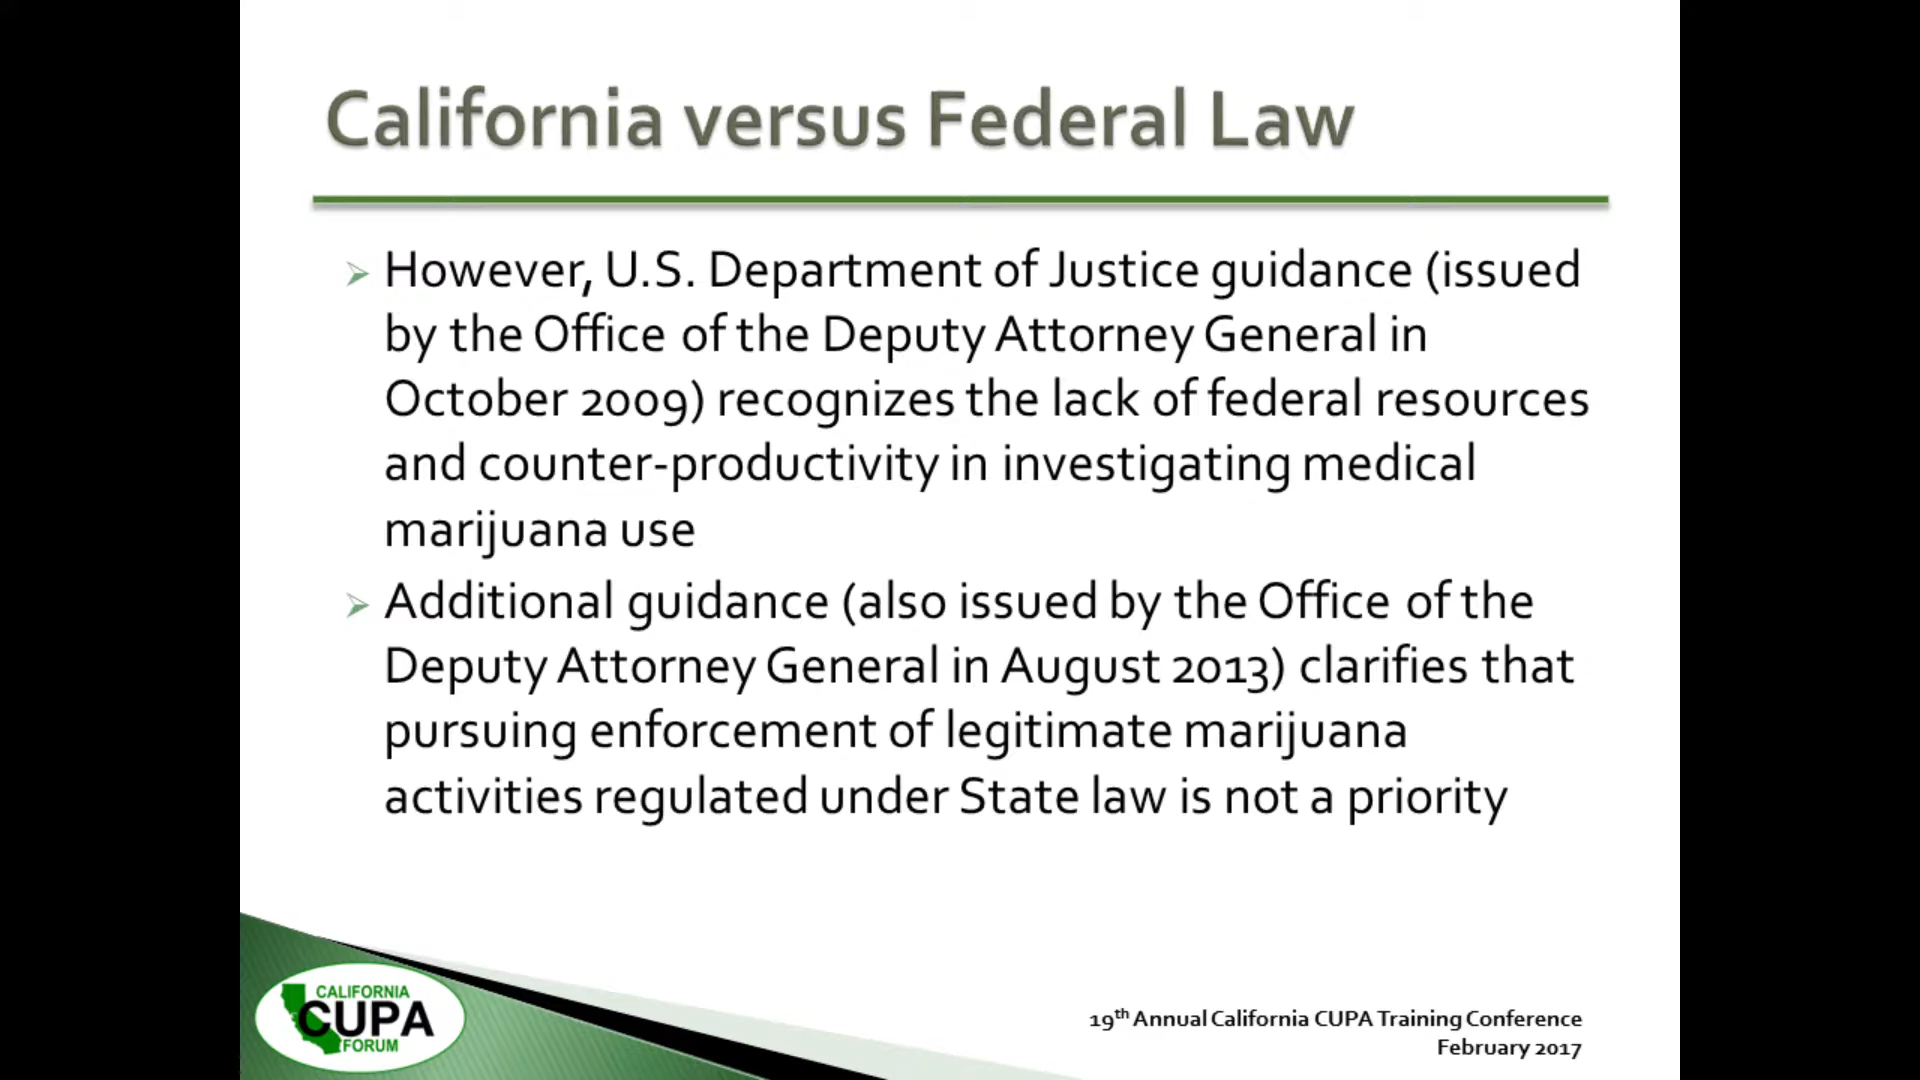 California versus Federal Law
➢ However, U.S. Department of Justice guidance (issued
by the Office of the Deputy Attorney General in
October 2009) recognizes the lack of federal resources
and counter-productivity in investigating medical
marijuana use
➢ Additional guidance (also issued by the Office of the
Deputy Attorney General in August 2013) clarifies that
pursuing enforcement of legitimate marijuana
activities regulated under State law is not a priority
CALIFORNIA
CUPA
FORUM
19th Annual California CUPA Training Conference
February 2017